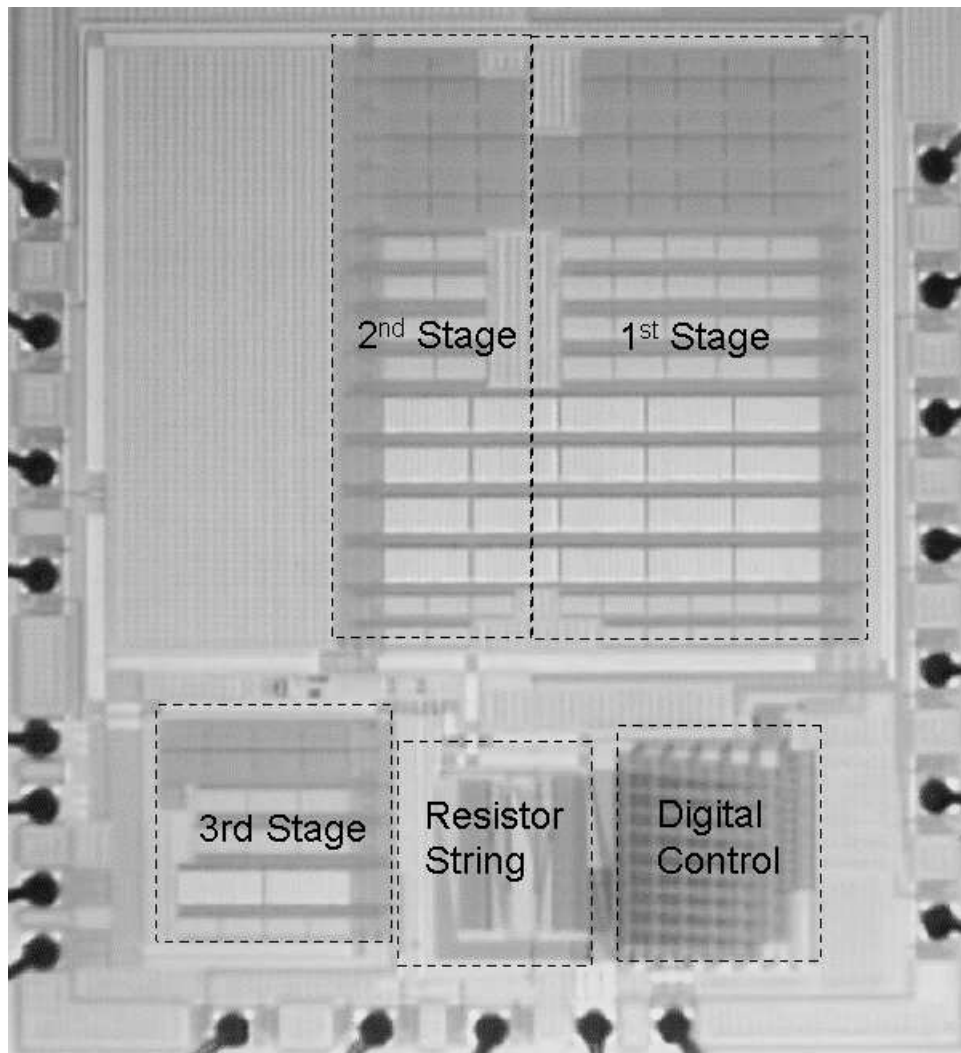 2nd Stage
1st Stage
3rd Stage
Resistor
String
Digital
Control